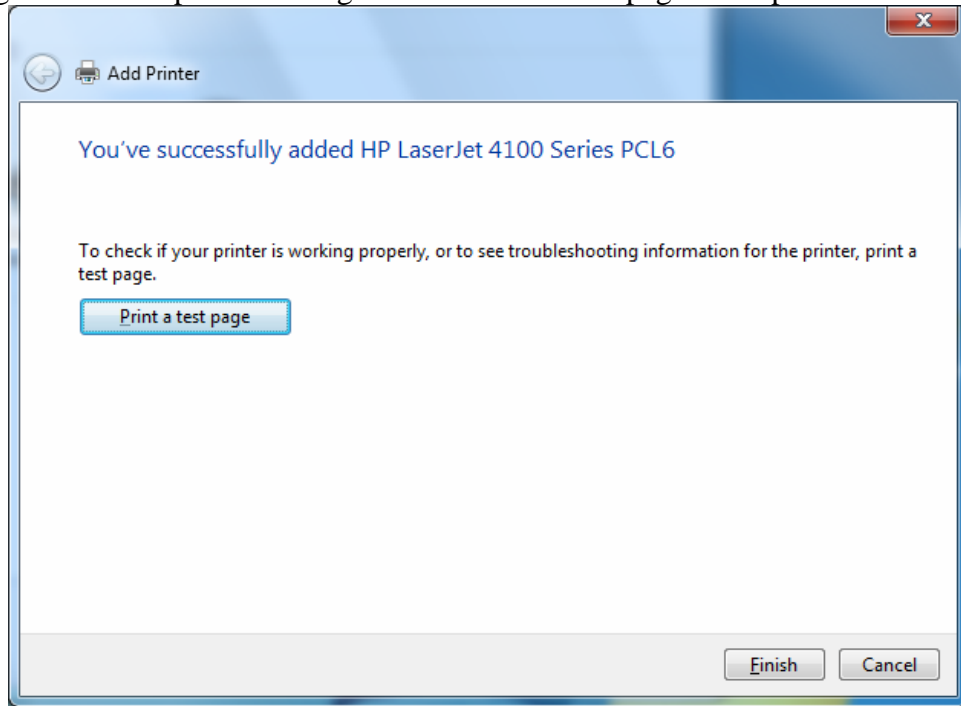 Add Printer
You've successfully added HP LaserJet 4100 Series PCL6
To check if your printer is working properly, or to see troubleshooting information for the printer, print a
test page.
Print a test page
Finish Cancel